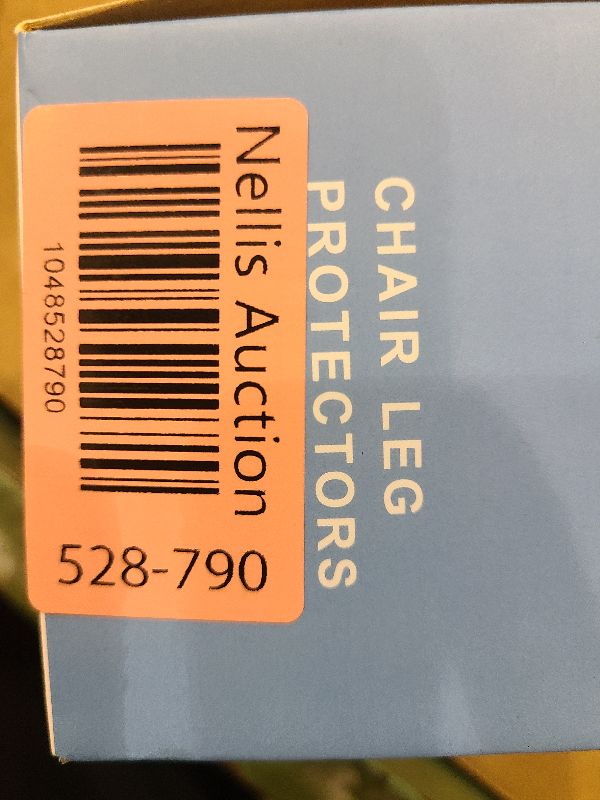 CHAIR LEG
PROTECTORS
Nellis Auction
1048528790
528-790